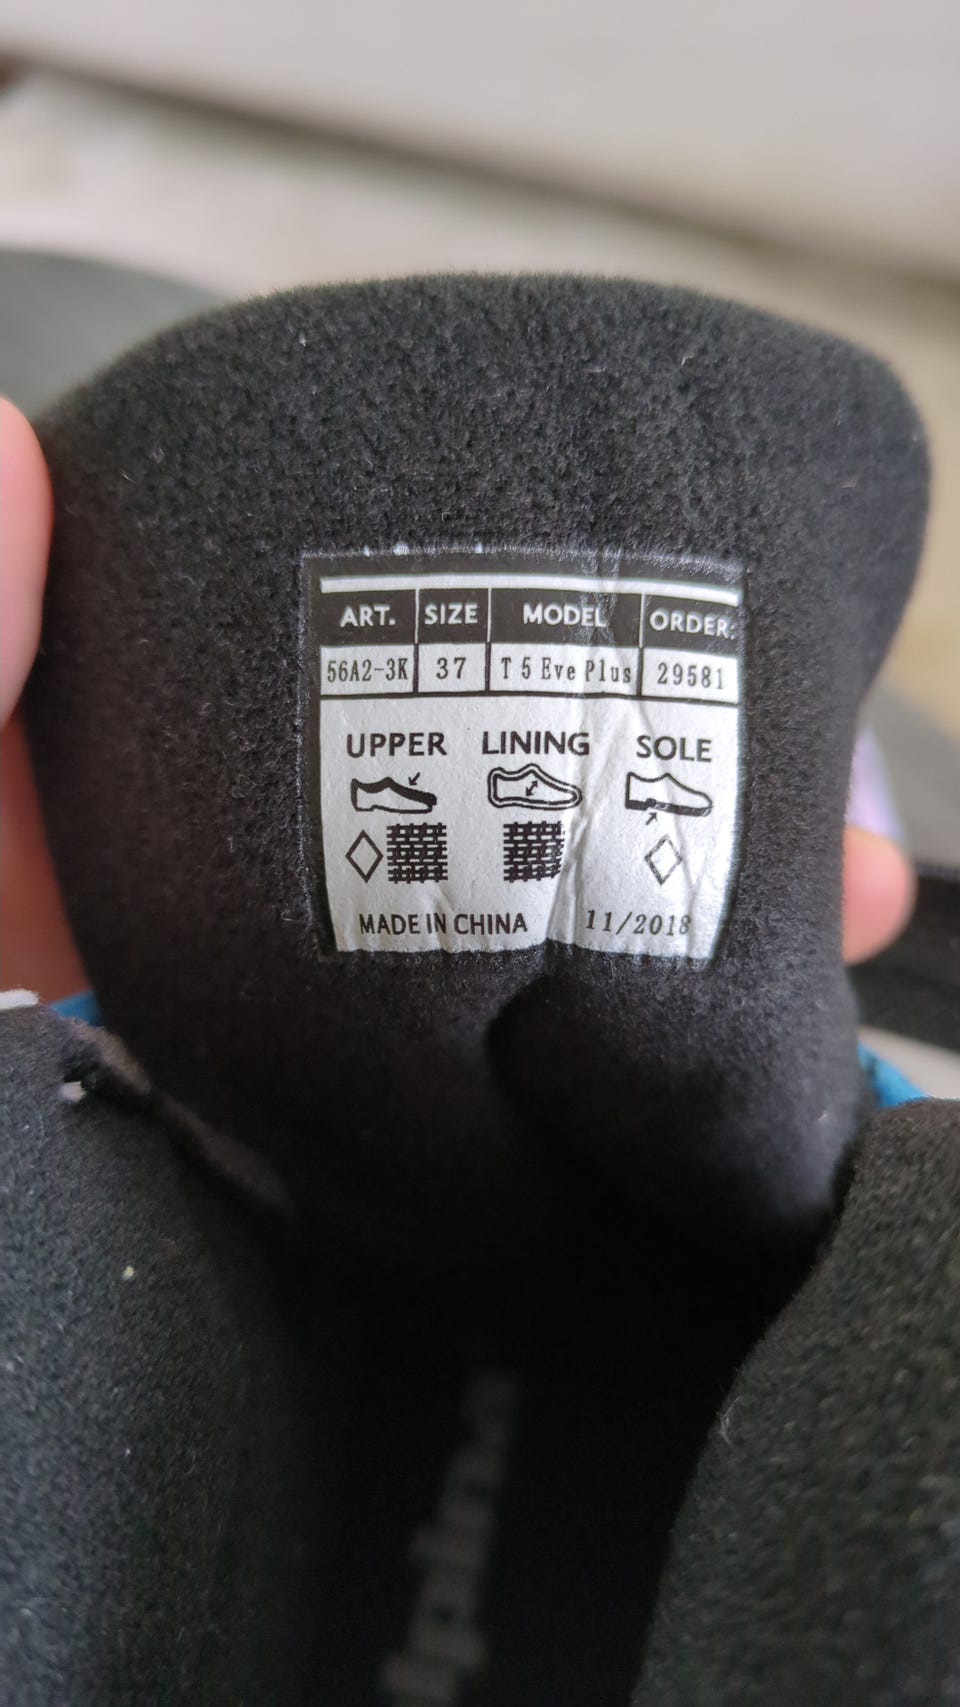 ART. SIZE MODEL ORDER:
56A2-3K 37 T 5 Eve Plus 29581
UPPER LINING SOLE
MADE IN CHINA 11/2018